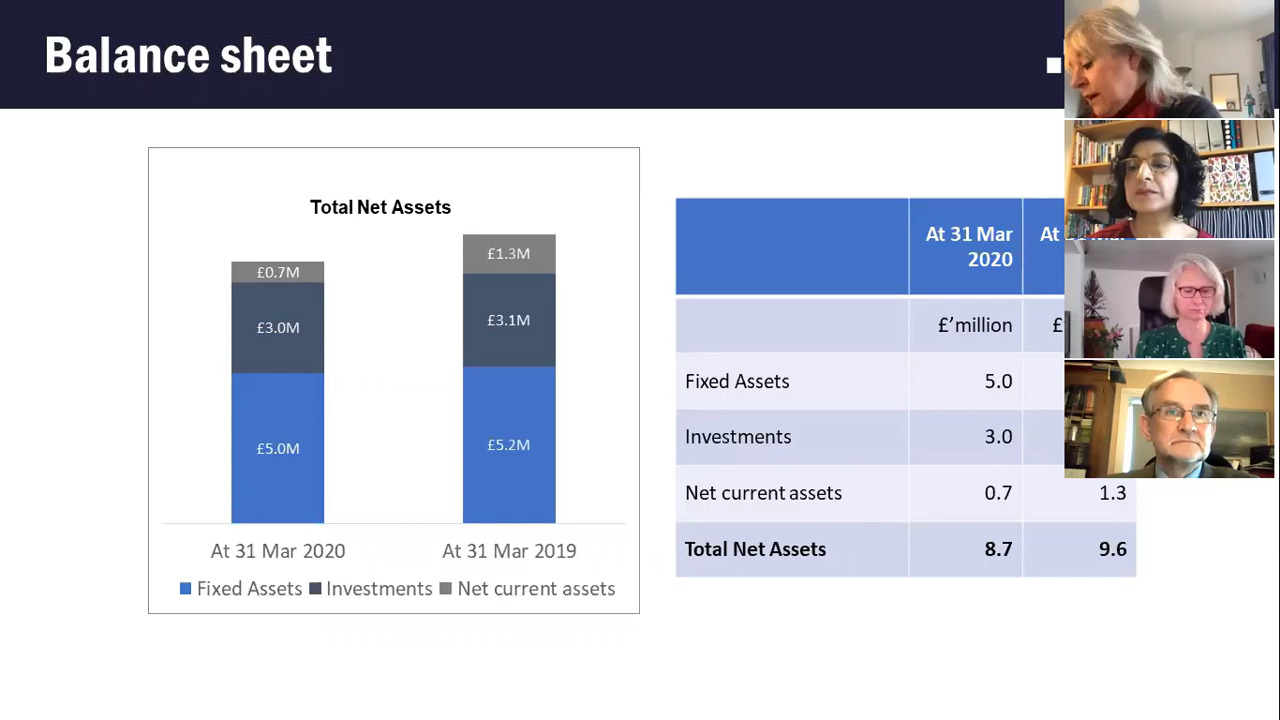 Balance sheet
Total Net Assets
£0.7M
£1.3M
£3.0M
£3.1M
£5.0M
£5.2M
At 31 Mar 2020
At 31 Mar 2019
Fixed Assets
Investments
Net current assets
At 31 Mar
2020
At
£'million
£
Fixed Assets
5.0
Investments
3.0
Net current assets
0.7
1.3
Total Net Assets
8.7
9.6